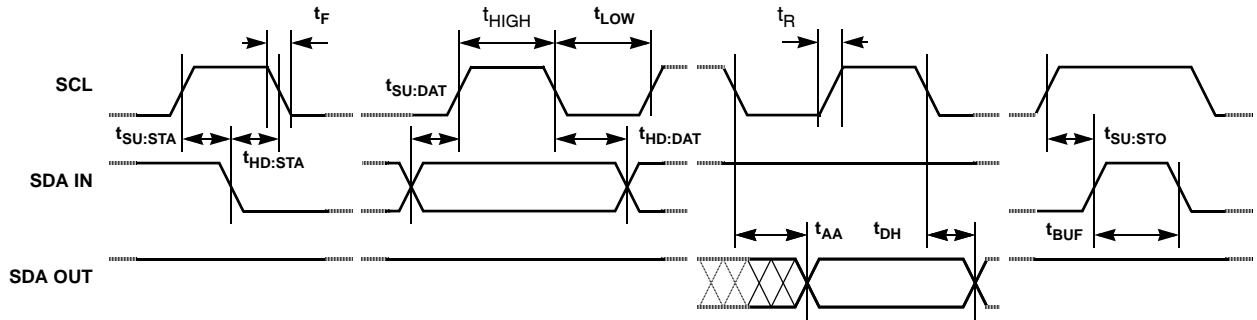 tF
tHIGH
tLOW
tR
SCL
tSU:DAT
tSU:STA
tHD:STA
tHD:DAT
tSU:STO
SDA IN
tAA
tDH
tBUF
SDA OUT